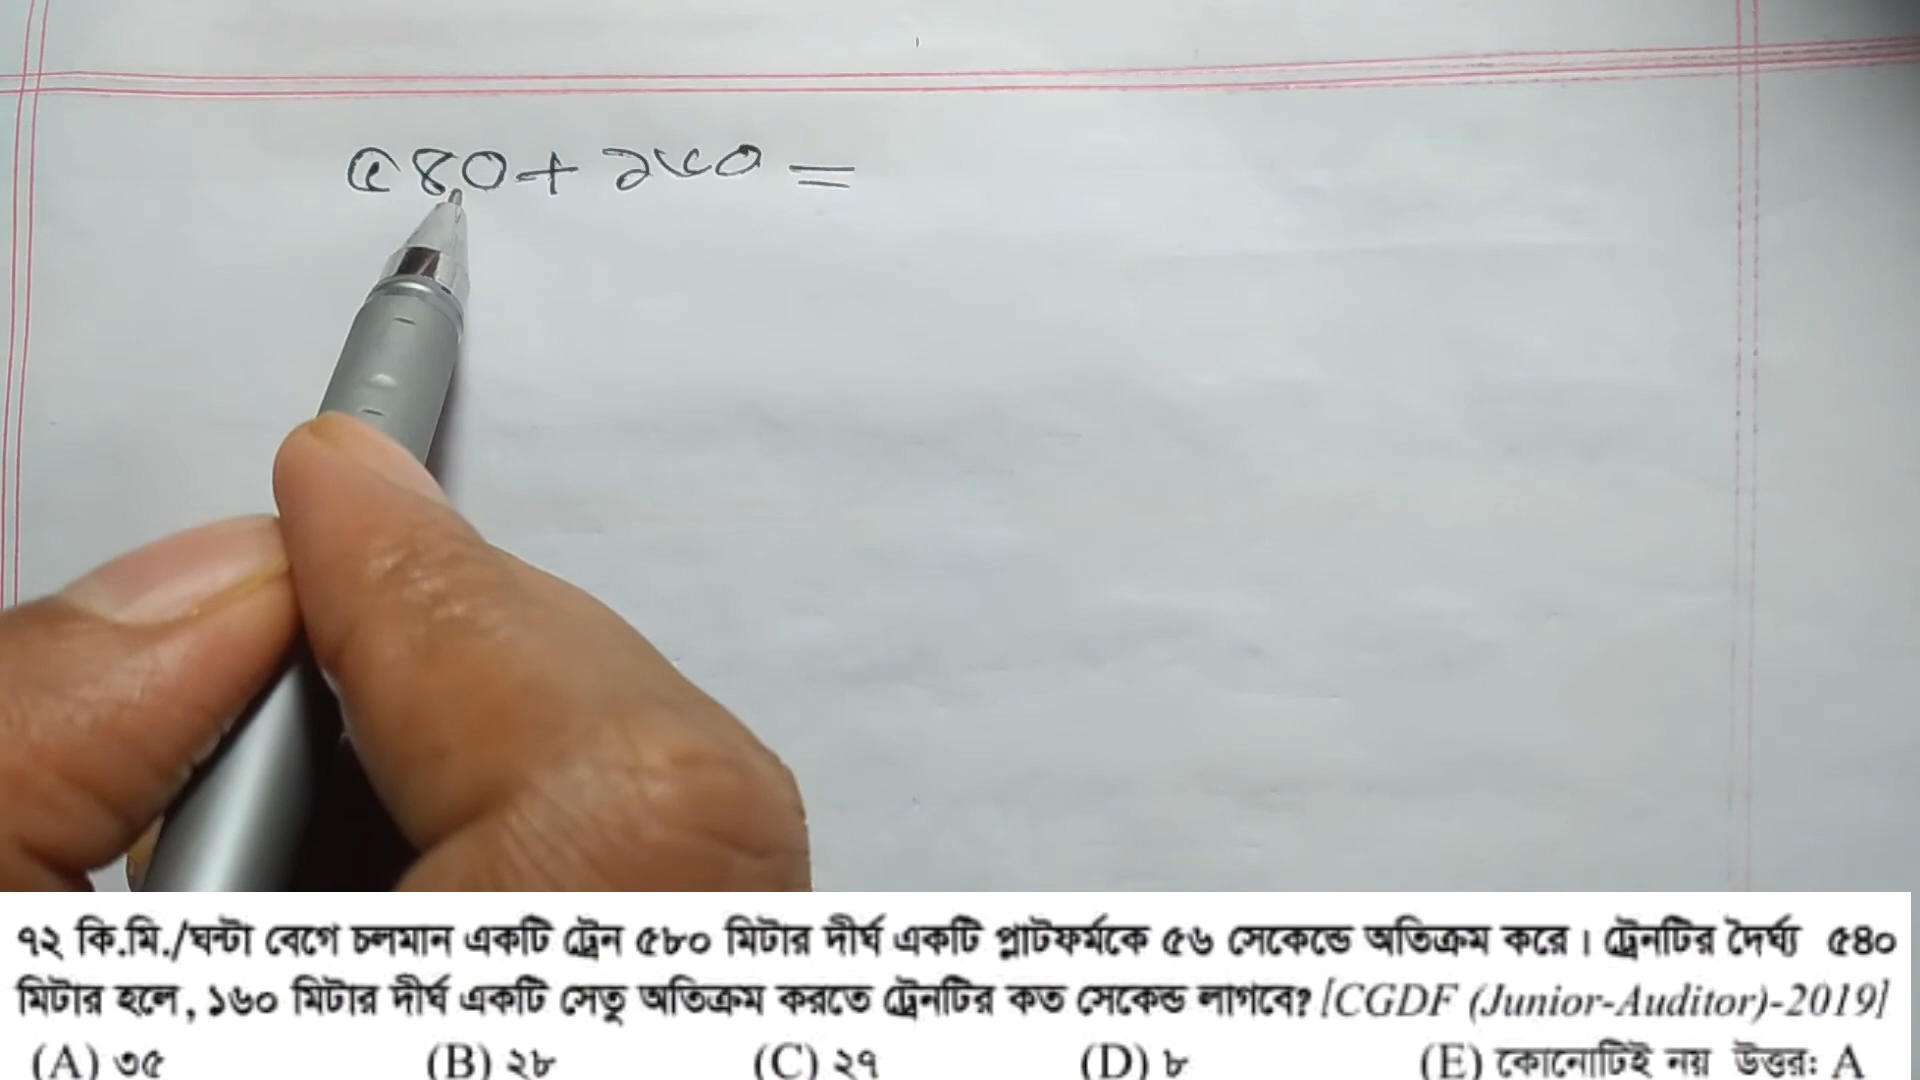 ৫৪০+১৬০ =
৭২ কি.মি./ঘন্টা বেগে চলমান একটি ট্রেন ৫৮০ মিটার দীর্ঘ একটি প্লাটফর্মকে ৫৬ সেকেন্ডে অতিক্রম করে। ট্রেনটির দৈর্ঘ্য ৫৪০
মিটার হলে, ১৬০ মিটার দীর্ঘ একটি সেতু অতিক্রম করতে ট্রেনটির কত সেকেন্ড লাগবে? [CGDF (Junior-Auditor)-2019]
(A) ৩৫ (B) ২৮ (C) ২৭ (D) ৮ (E) কোনোটিই নয় উত্তর: A